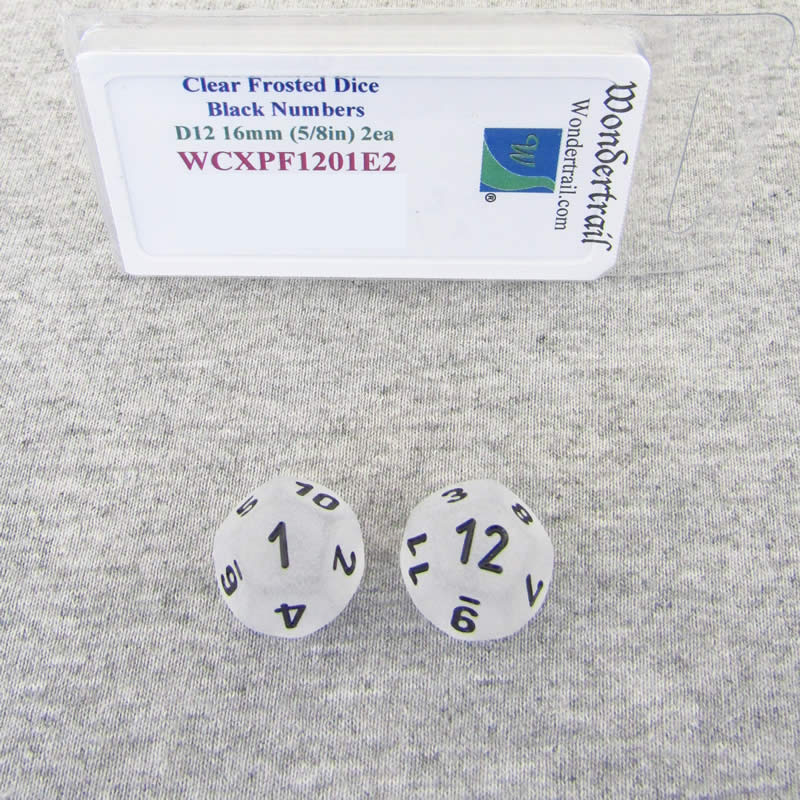 Clear Frosted Dice
Black Numbers
D12 16mm (5/8in) 2ea
WCXPF1201E2
W
®
Wondertrail
Wondertrail.com
5
10
1
2
6
4
3
8
12
11
7
9